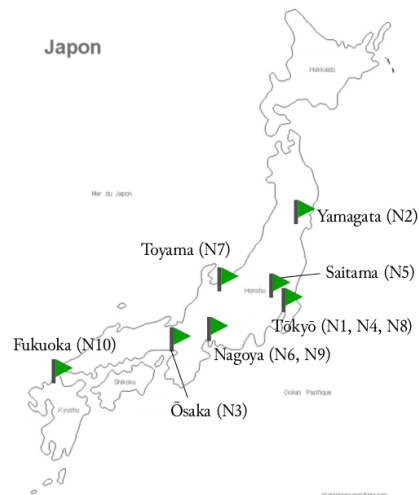 Japon
Hokkaido
Mer du Japon
Yamagata (N2)
Toyama (N7)
Saitama (N5)
Honshu
Tōkyō (N1, N4, N8)
Fukuoka (N10)
Nagoya (N6, N9)
Shikoku
Océan Pacifique
Ōsaka (N3)
Kyushu